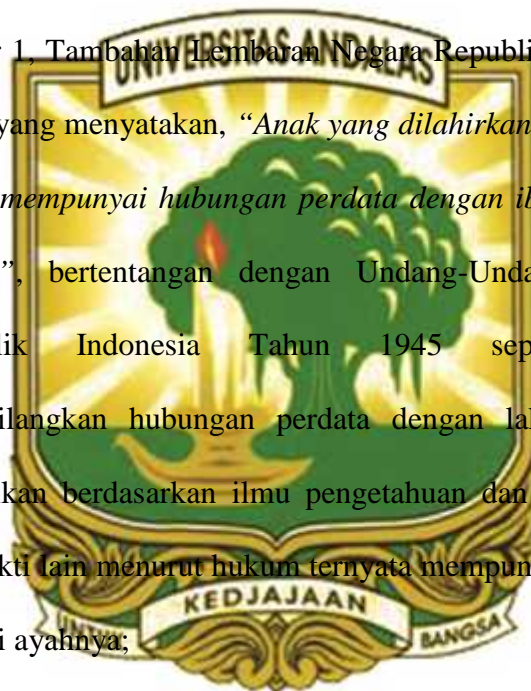 r 1, Tambahan Lembaran Negara Republi
UNIVERSITAS ANDALAS
yang menyatakan, “Anak yang dilahirkan
mempunyai hubungan perdata dengan ib
”, bertentangan dengan Undang-Unda
lik Indonesia Tahun 1945 sep
ilangkan hubungan perdata dengan
kan berdasarkan ilmu pengetahuan dan
kti lain menurut hukum ternyata mempun
KEDJAJAAN
i ayahnya;
BANGSA